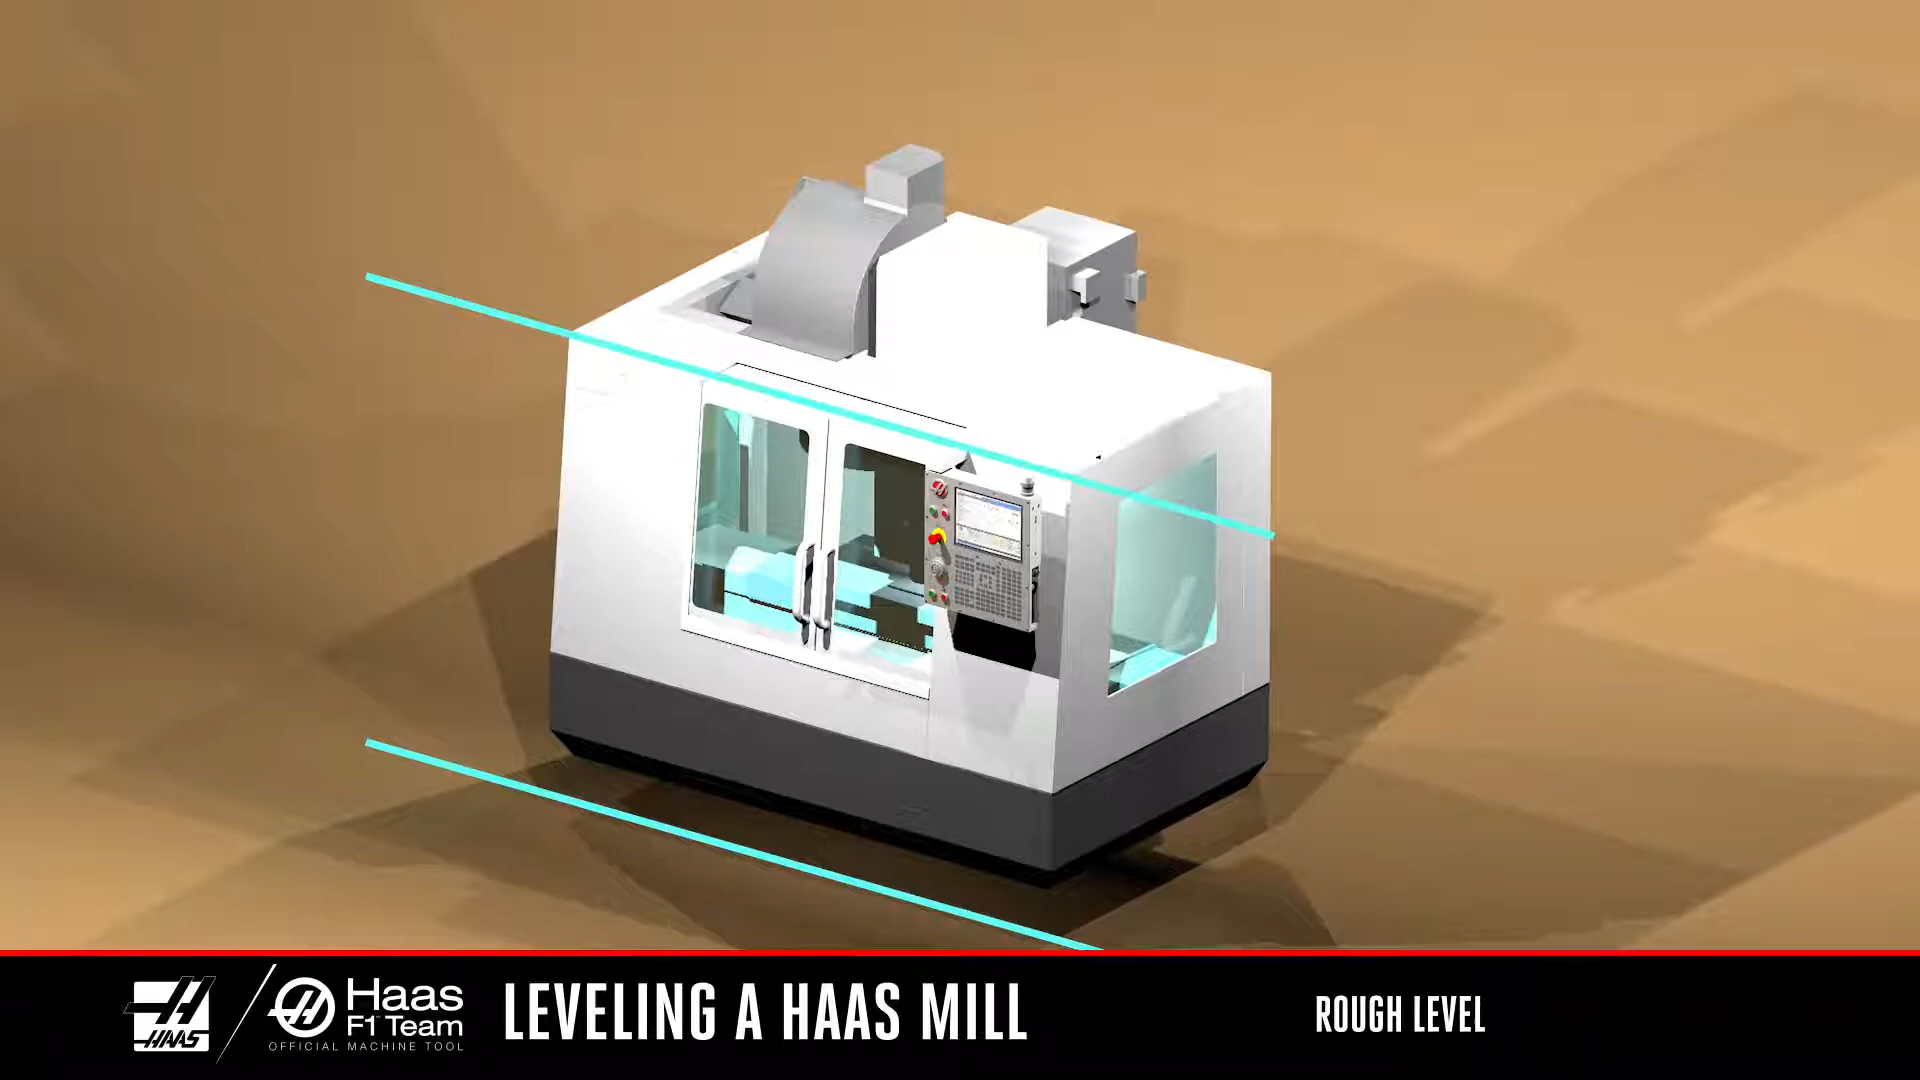 HAAS
Haas
F1 Team
OFFICIAL MACHINE TOOL
LEVELING A HAAS MILL
ROUGH LEVEL